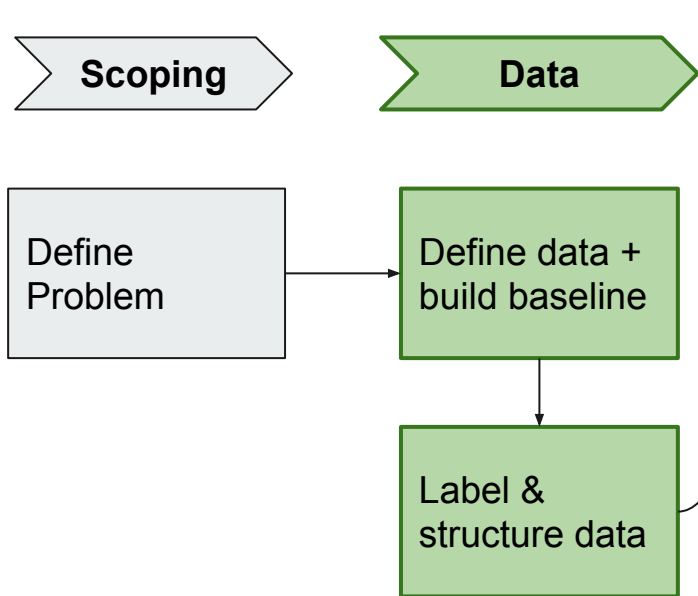 Scoping
Data
Define
Problem
Define data +
build baseline
Label &
structure data